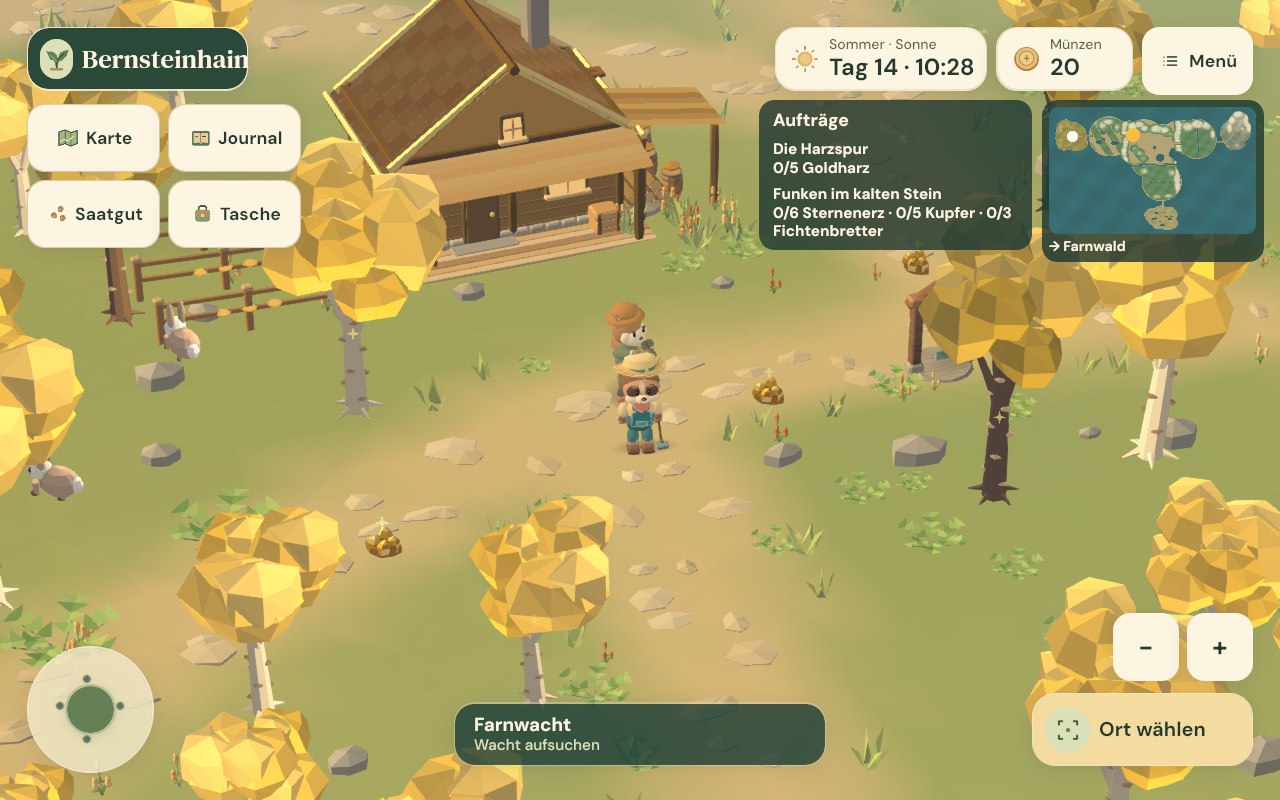 Bernsteinhain
Karte
Journal
Saatgut
Tasche
Sommer · Sonne
Tag 14 · 10:28
Münzen
20
Menü
Aufträge
Die Harzspur
0/5 Goldharz
Funken im kalten Stein
0/6 Sternenerz · 0/5 Kupfer · 0/3
Fichtenbretter
→ Farnwald
Farnwacht
Wacht aufsuchen
−
+
Ort wählen